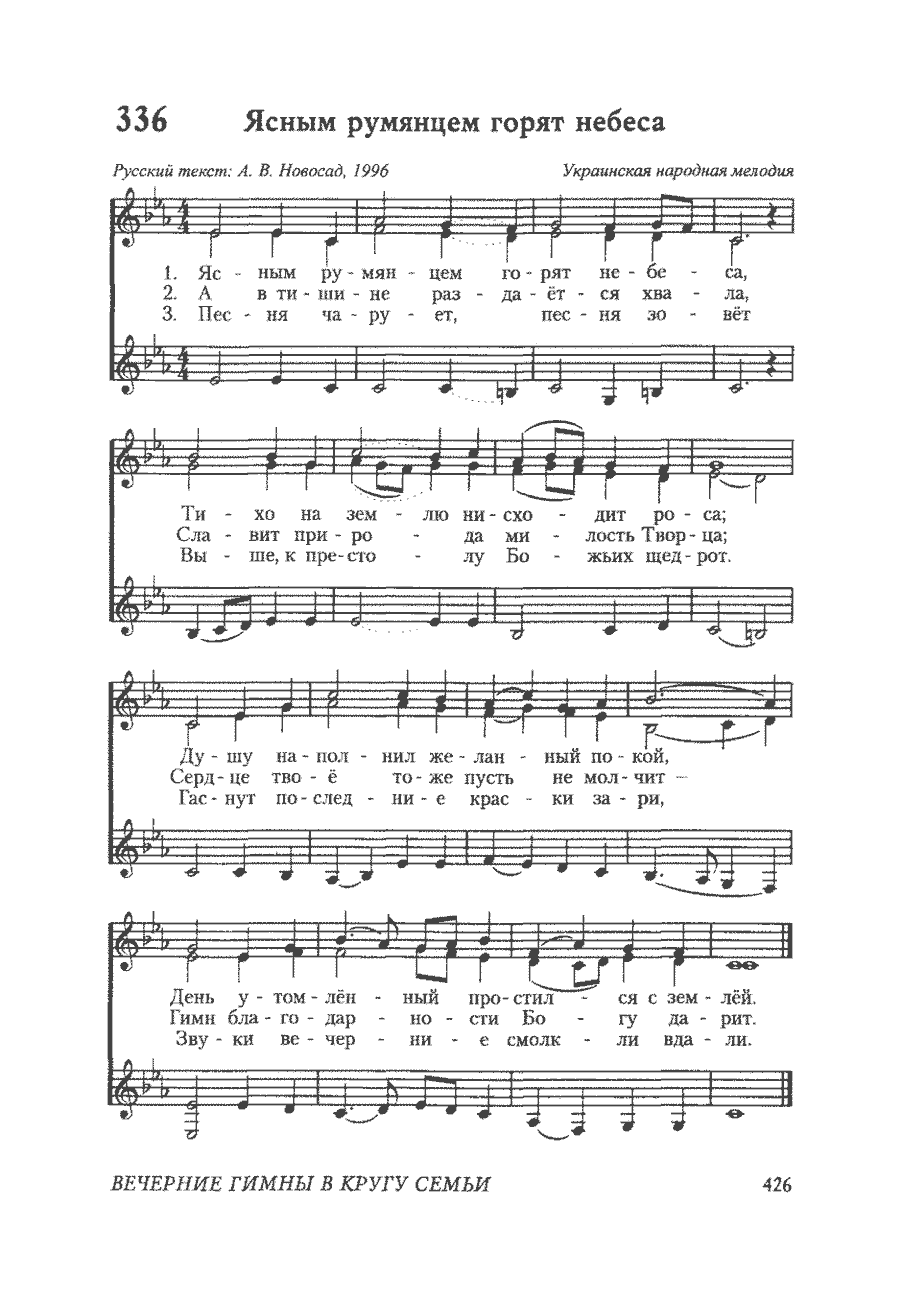 336 Ясным румянцем горят небеса
Русский текст: А. В. Новосад, 1996 Украинская народная мелодия
1. Яс - ным ру - мян - цем го - рят не - бе - са,
2. А в ти - ши - не раз - да - ёт - ся хва - ла,
3. Пес - ня ча - ру - ет, пес - ня зо - вёт
Ти - хо на зем - лю ни - схо - дит ро - са;
Сла - вит при - ро - да ми - лость Твор - ца;
Вы - ше, к пре - сто - лу Бо - жьих щед - рот.
Ду - шу на - пол - нил же - лан - ный по - кой,
Серд - це тво - ё то - же пусть не мол - чит –
Гас - нут по - след - ни - е крас - ки за - ри,
День у - том - лён - ный про - стил - ся с зем - лёй.
Гимн бла - го - дар - но - сти Бо - гу да - рит.
Зву - ки ве - чер - ни - е смолк - ли вда - ли.
ВЕЧЕРНИЕ ГИМНЫ В КРУГУ СЕМЬИ 426